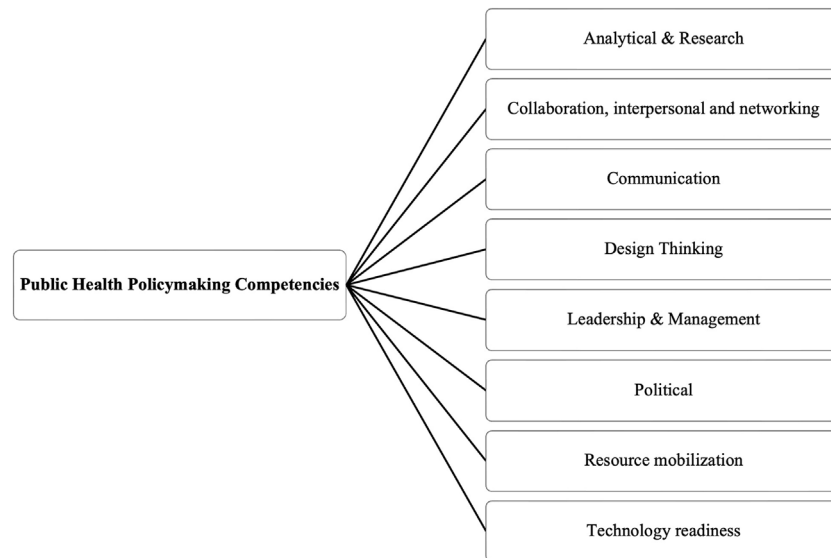 Analytical & Research
Collaboration, interpersonal and networking
Communication
Design Thinking
Public Health Policymaking Competencies
Leadership & Management
Political
Resource mobilization
Technology readiness